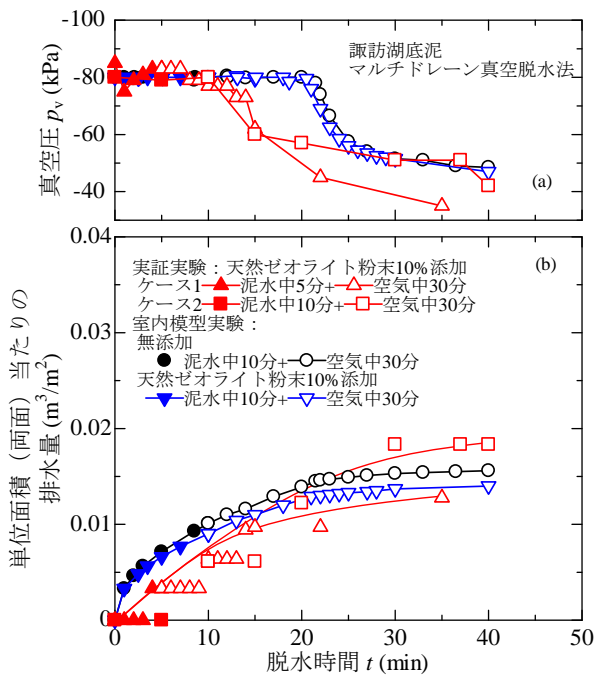 真空圧 pv (kPa)
-100
-80
-60
-40
諏訪湖底泥
マルチドレーン真空脱水法
(a)
単位面積（両面）当たりの
排水量 (m³/m²)
0.04
0.03
0.02
0.01
0
(b)
実証実験：天然ゼオライト粉末10%添加
ケース1 泥水中5分+ 空気中30分
ケース2 泥水中10分+ 空気中30分
室内模型実験：
無添加
泥水中10分+ 空気中30分
天然ゼオライト粉末10%添加
泥水中10分+ 空気中30分
0 10 20 30 40 50
脱水時間 t (min)